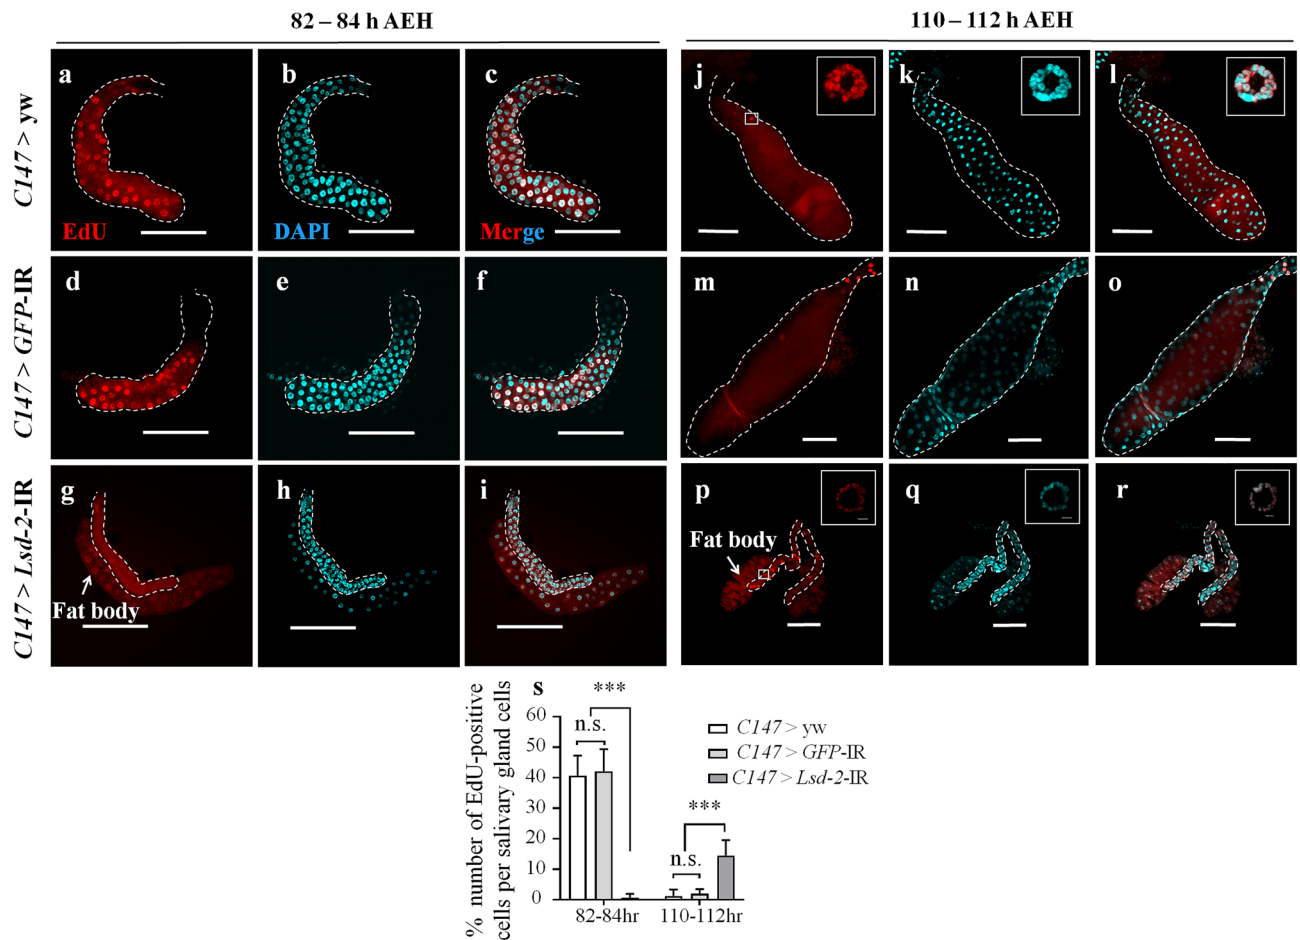 82 – 84 h AEH
110 – 112 h AEH
C147 > yw
a
b
c
j
k
l
EdU
DAPI
Merge
C147 > GFP-IR
d
e
f
m
n
o
C147 > Lsd-2-IR
g
h
i
p
q
r
Fat body
Fat body
s
% number of EdU-positive
cells per salivary gland cells
60
50
40
30
20
10
0
***
n.s.
***
n.s.
82-84hr
110-112hr
C147 > yw
C147 > GFP-IR
C147 > Lsd-2-IR